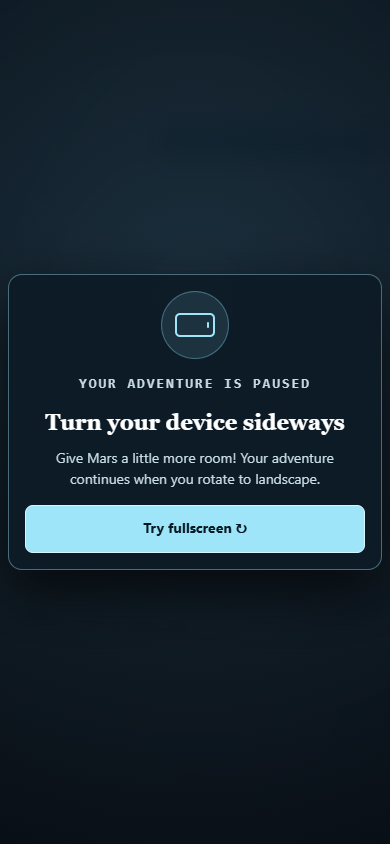 YOUR ADVENTURE IS PAUSED
Turn your device sideways
Give Mars a little more room! Your adventure
continues when you rotate to landscape.
Try fullscreen ↻